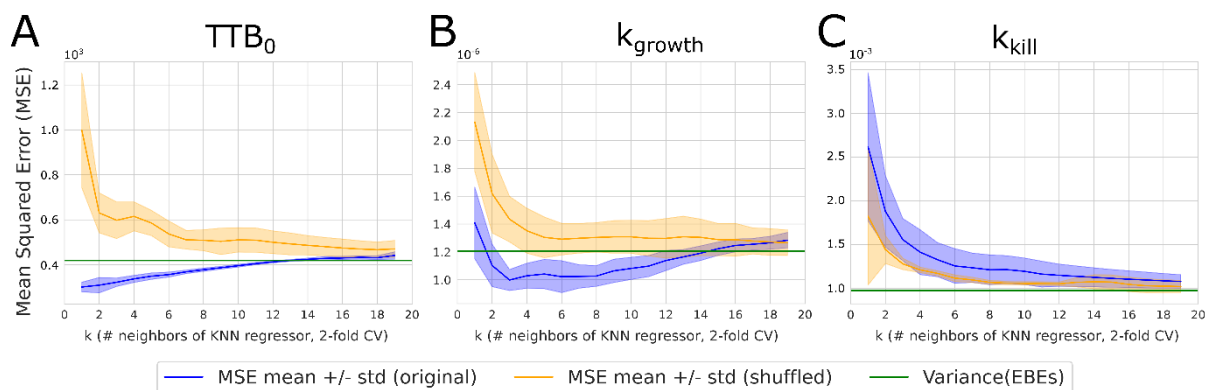 A TTB0 B kgrowth C kkill
10³ 10⁻⁶ 10⁻³
Mean Squared Error (MSE)
1.2
1.0
0.8
0.6
0.4
0 2 4 6 8 10 12 14 16 18 20
k (# neighbors of KNN regressor, 2-fold CV)
2.4
2.2
2.0
1.8
1.6
1.4
1.2
1.0
0 2 4 6 8 10 12 14 16 18 20
k (# neighbors of KNN regressor, 2-fold CV)
3.5
3.0
2.5
2.0
1.5
1.0
0 2 4 6 8 10 12 14 16 18 20
k (# neighbors of KNN regressor, 2-fold CV)
MSE mean +/- std (original) MSE mean +/- std (shuffled) Variance(EBEs)